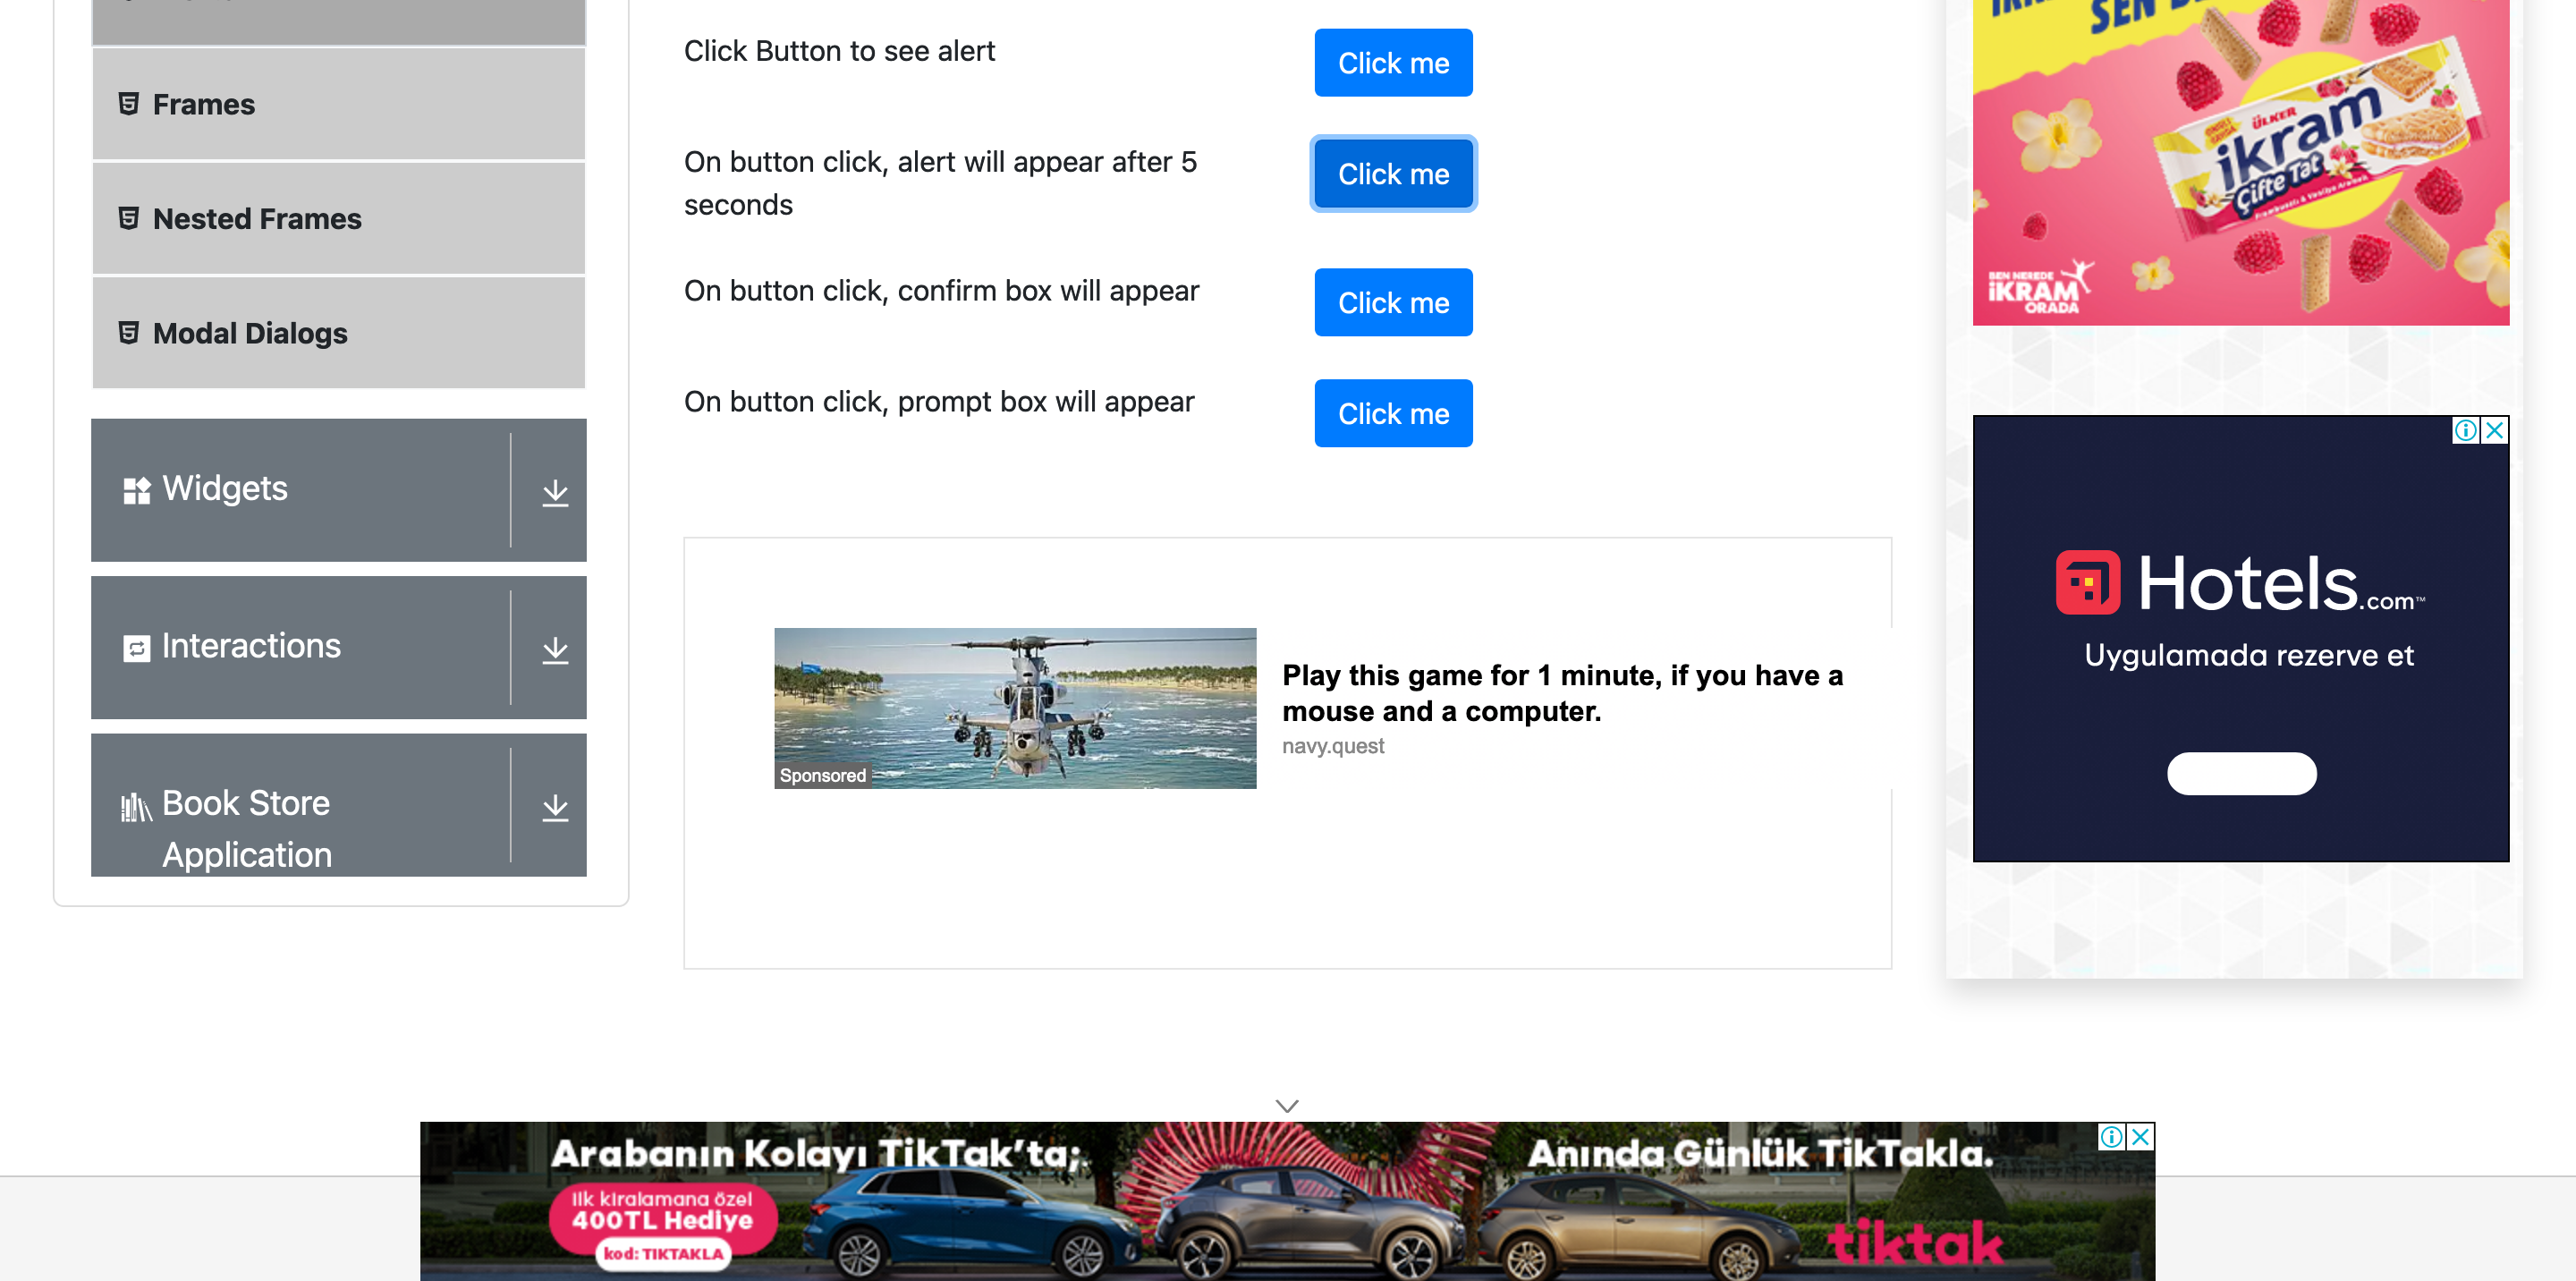 Frames
Nested Frames
Modal Dialogs
Widgets
Interactions
Book Store
Application
Click Button to see alert
Click me
On button click, alert will appear after 5
seconds
Click me
On button click, confirm box will appear
Click me
On button click, prompt box will appear
Click me
Sponsored
Play this game for 1 minute, if you have a
mouse and a computer.
navy.quest
SEN
ÜLKER
ikram
Çifte Tat
BEN NEREDE
iKRAM
ORADA
Hotels.com™
Uygulamada rezerve et
Arabanın Kolayı TikTak'ta;
Anında Günlük TikTakla.
İlk kiralamana özel
400TL Hediye
kod: TIKTAKLA
tiktak